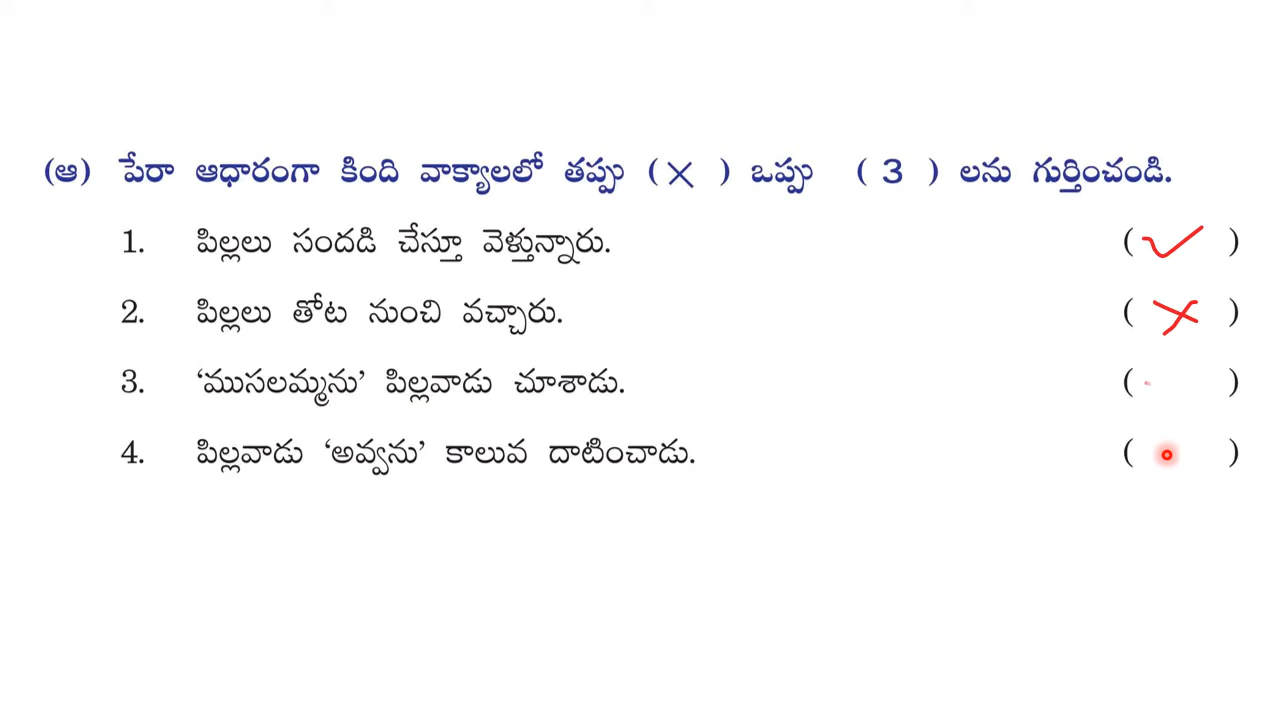 (ఆ) పేరా ఆధారంగా కింది వాక్యాలలో తప్పు (×) ఒప్పు (3) లను గుర్తించండి.
1. పిల్లలు సందడి చేస్తూ వెళ్తున్నారు. (✓)
2. పిల్లలు తోట నుంచి వచ్చారు. (×)
3. ‘ముసలమ్మను’ పిల్లవాడు చూశాడు. ( )
4. పిల్లవాడు ‘అవ్వను’ కాలువ దాటించాడు. ( )